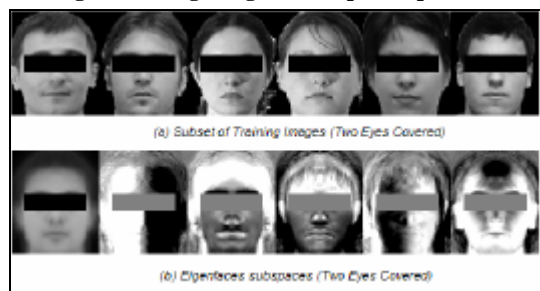 (a) Subset of Training Images (Two Eyes Covered)
(b) Eigenfaces subspaces (Two Eyes Covered)